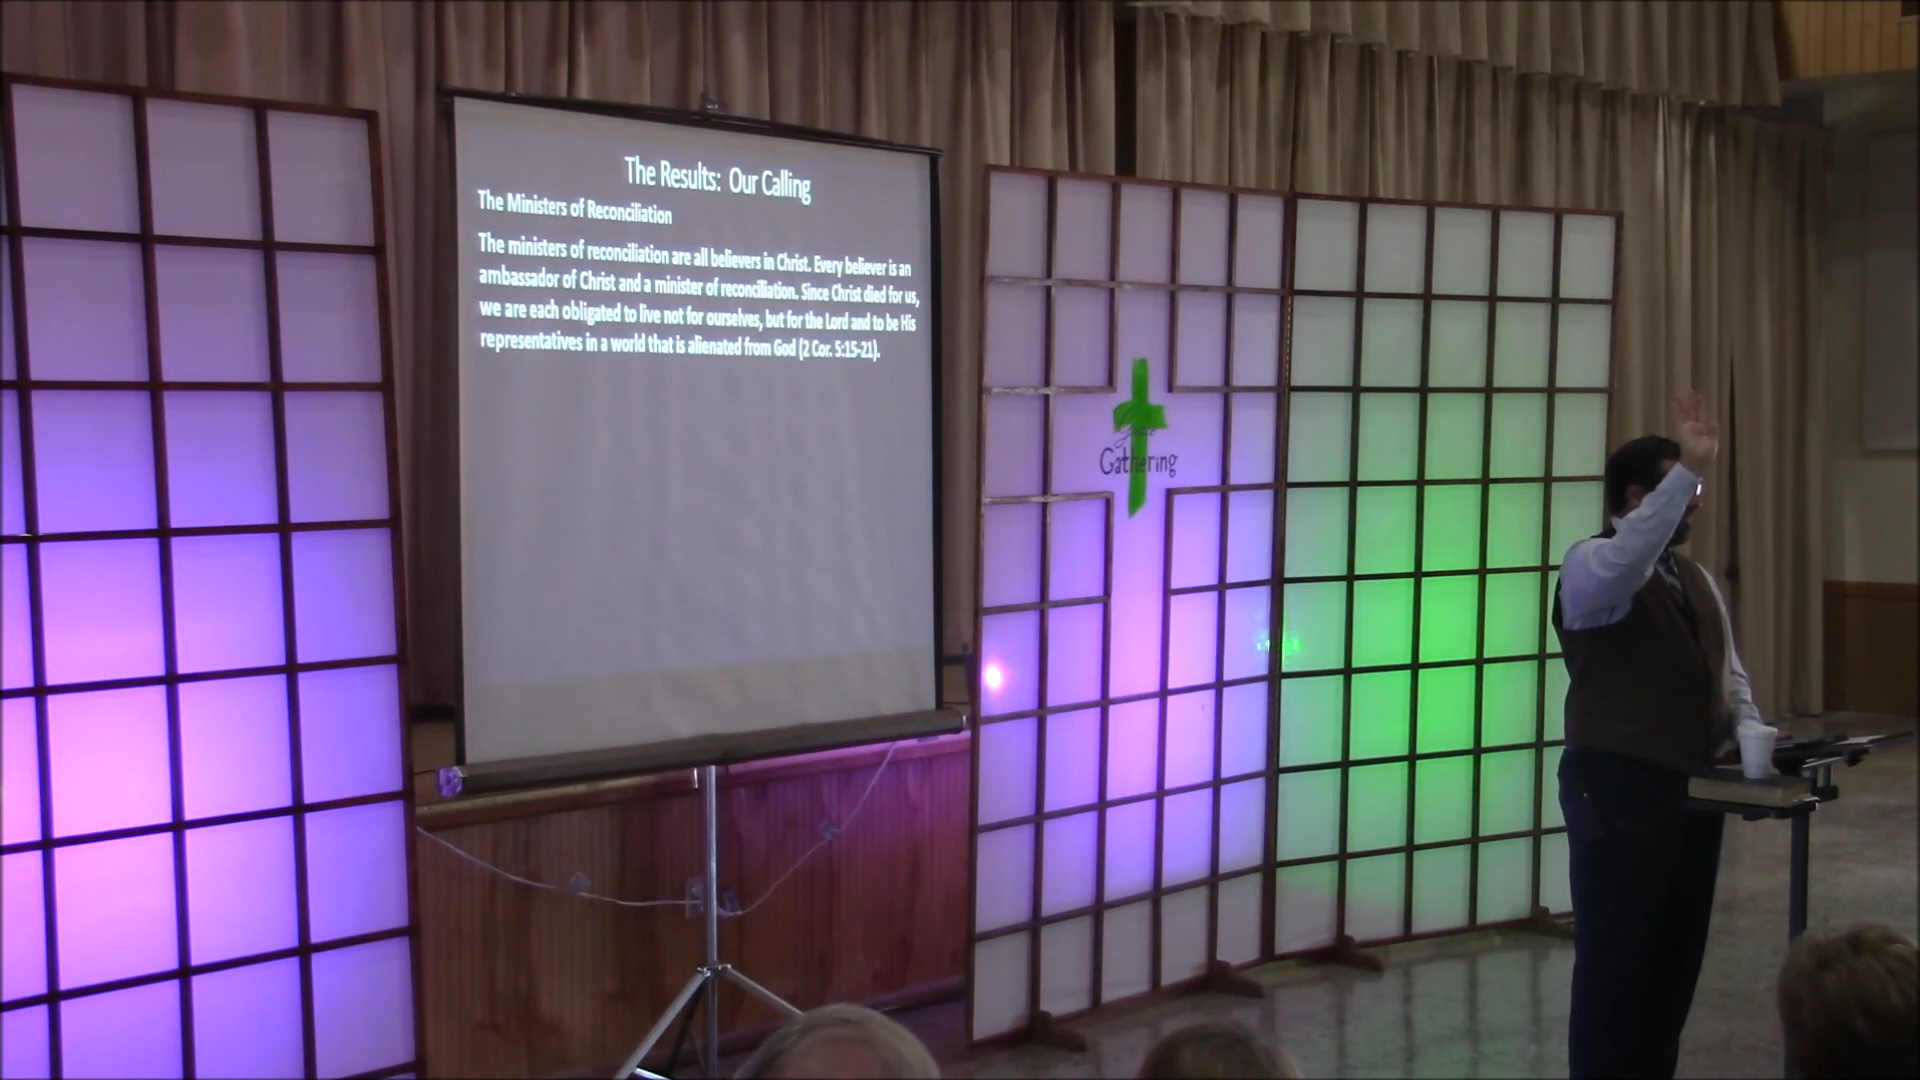 The Results: Our Calling
The Ministers of Reconciliation
The ministers of reconciliation are all believers in Christ. Every believer is an
ambassador of Christ and a minister of reconciliation. Since Christ died for us,
we are each obligated to live not for ourselves, but for the Lord and to be His
representatives in a world that is alienated from God (2 Cor. 5:15-21).
Gathering